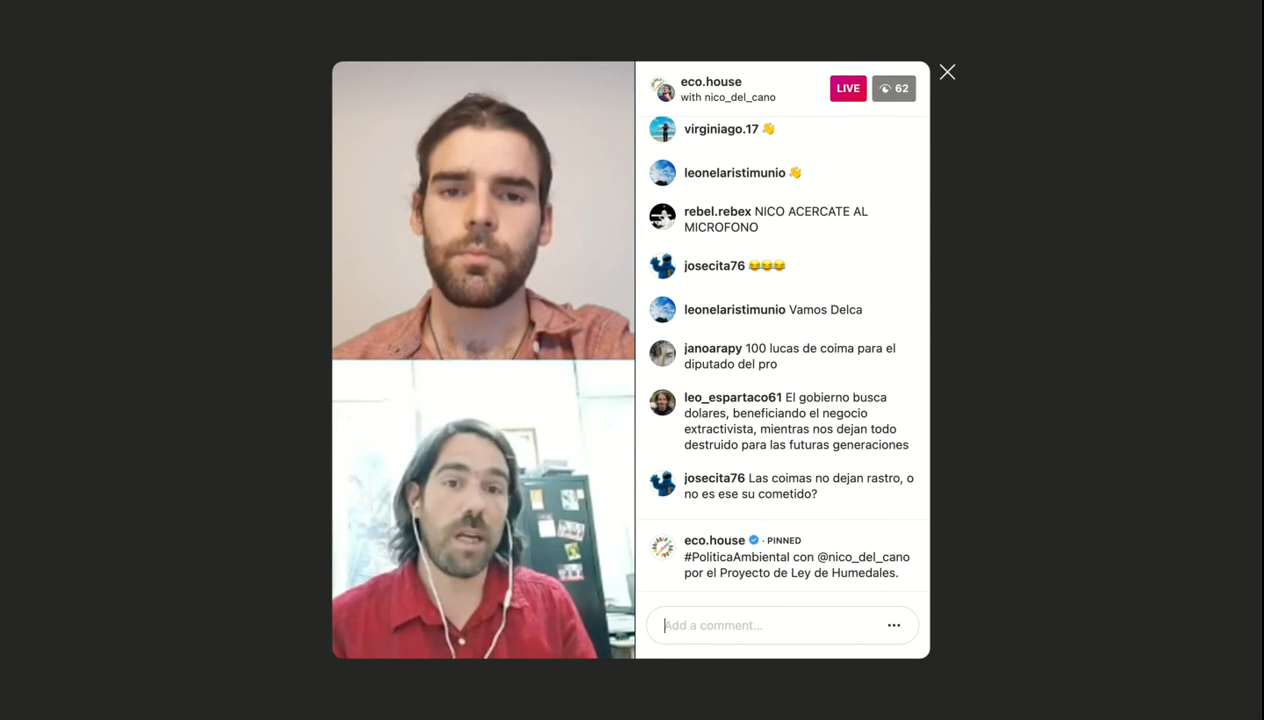 eco.house
with nico_del_cano
LIVE
62
virginiago.17 👋
leonelaristimunio 👋
rebel.rebex NICO ACERCATE AL
MICROFONO
josecita76 😂😂😂
leonelaristimunio Vamos Delca
janoarapy 100 lucas de coima para el
diputado del pro
leo_espartaco61 El gobierno busca
dolares, beneficiando el negocio
extractivista, mientras nos dejan todo
destruido para las futuras generaciones
josecita76 Las coimas no dejan rastro, o
no es ese su cometido?
eco.house · PINNED
#PoliticaAmbiental con @nico_del_cano
por el Proyecto de Ley de Humedales.
Add a comment...